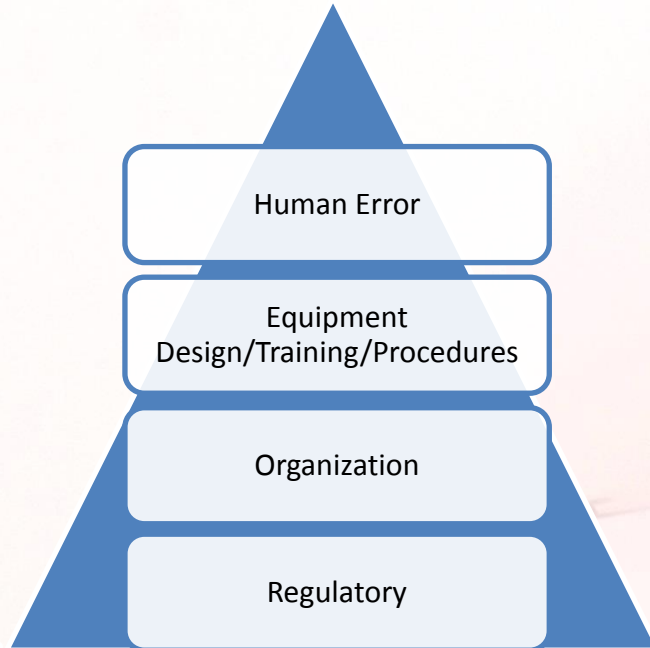 Human Error
Equipment
Design/Training/Procedures
Organization
Regulatory